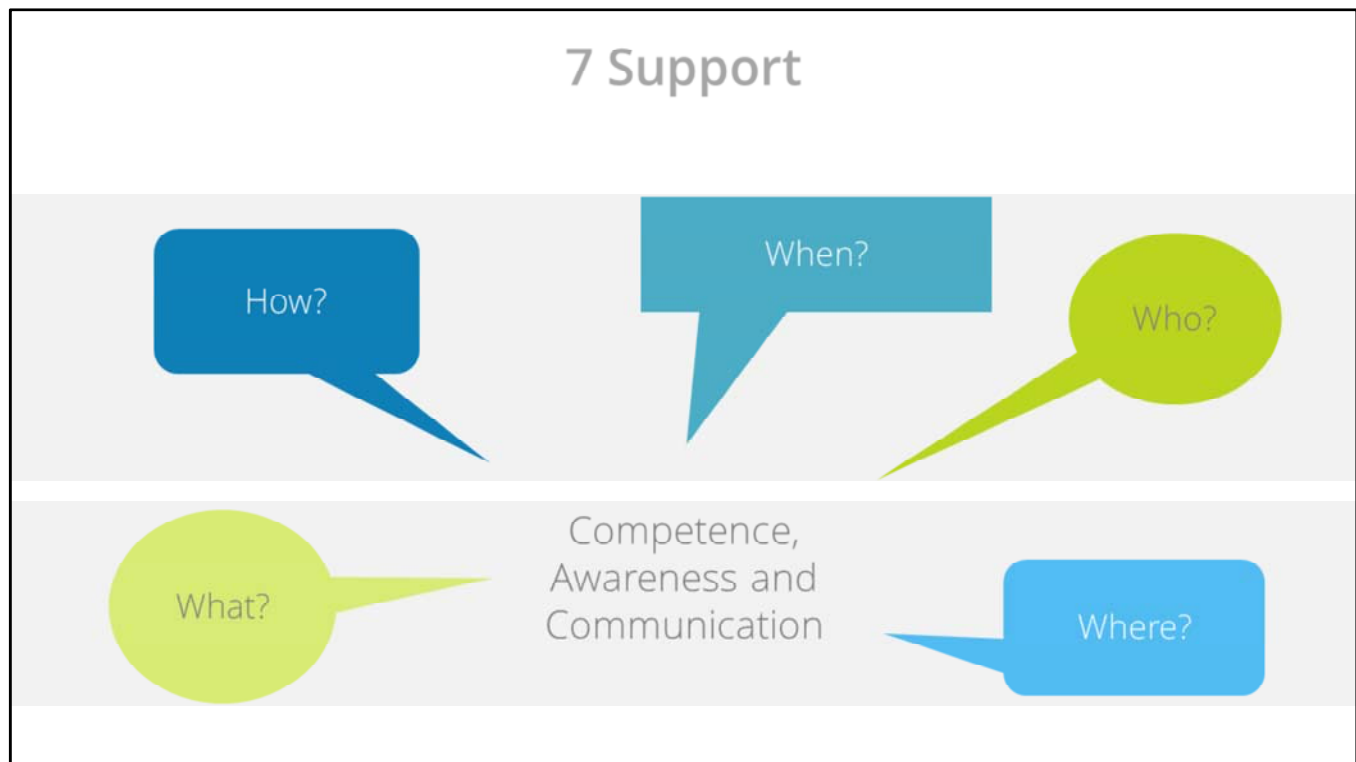 7 Support
How?
When?
Who?
What?
Competence,
Awareness and
Communication
Where?